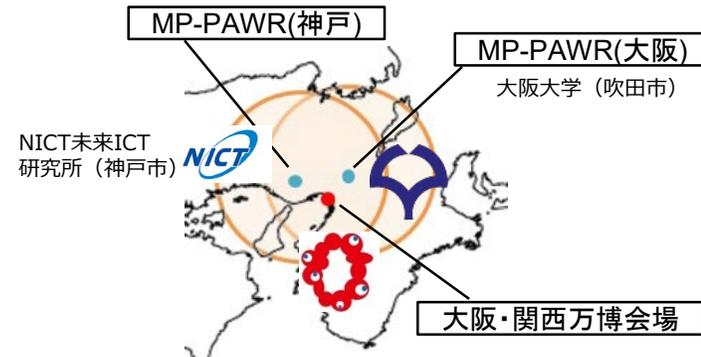 MP-PAWR(神戸)
MP-PAWR(大阪)
大阪大学（吹田市）
NICT未来ICT
研究所（神戸市）
NICT
大阪・関西万博会場